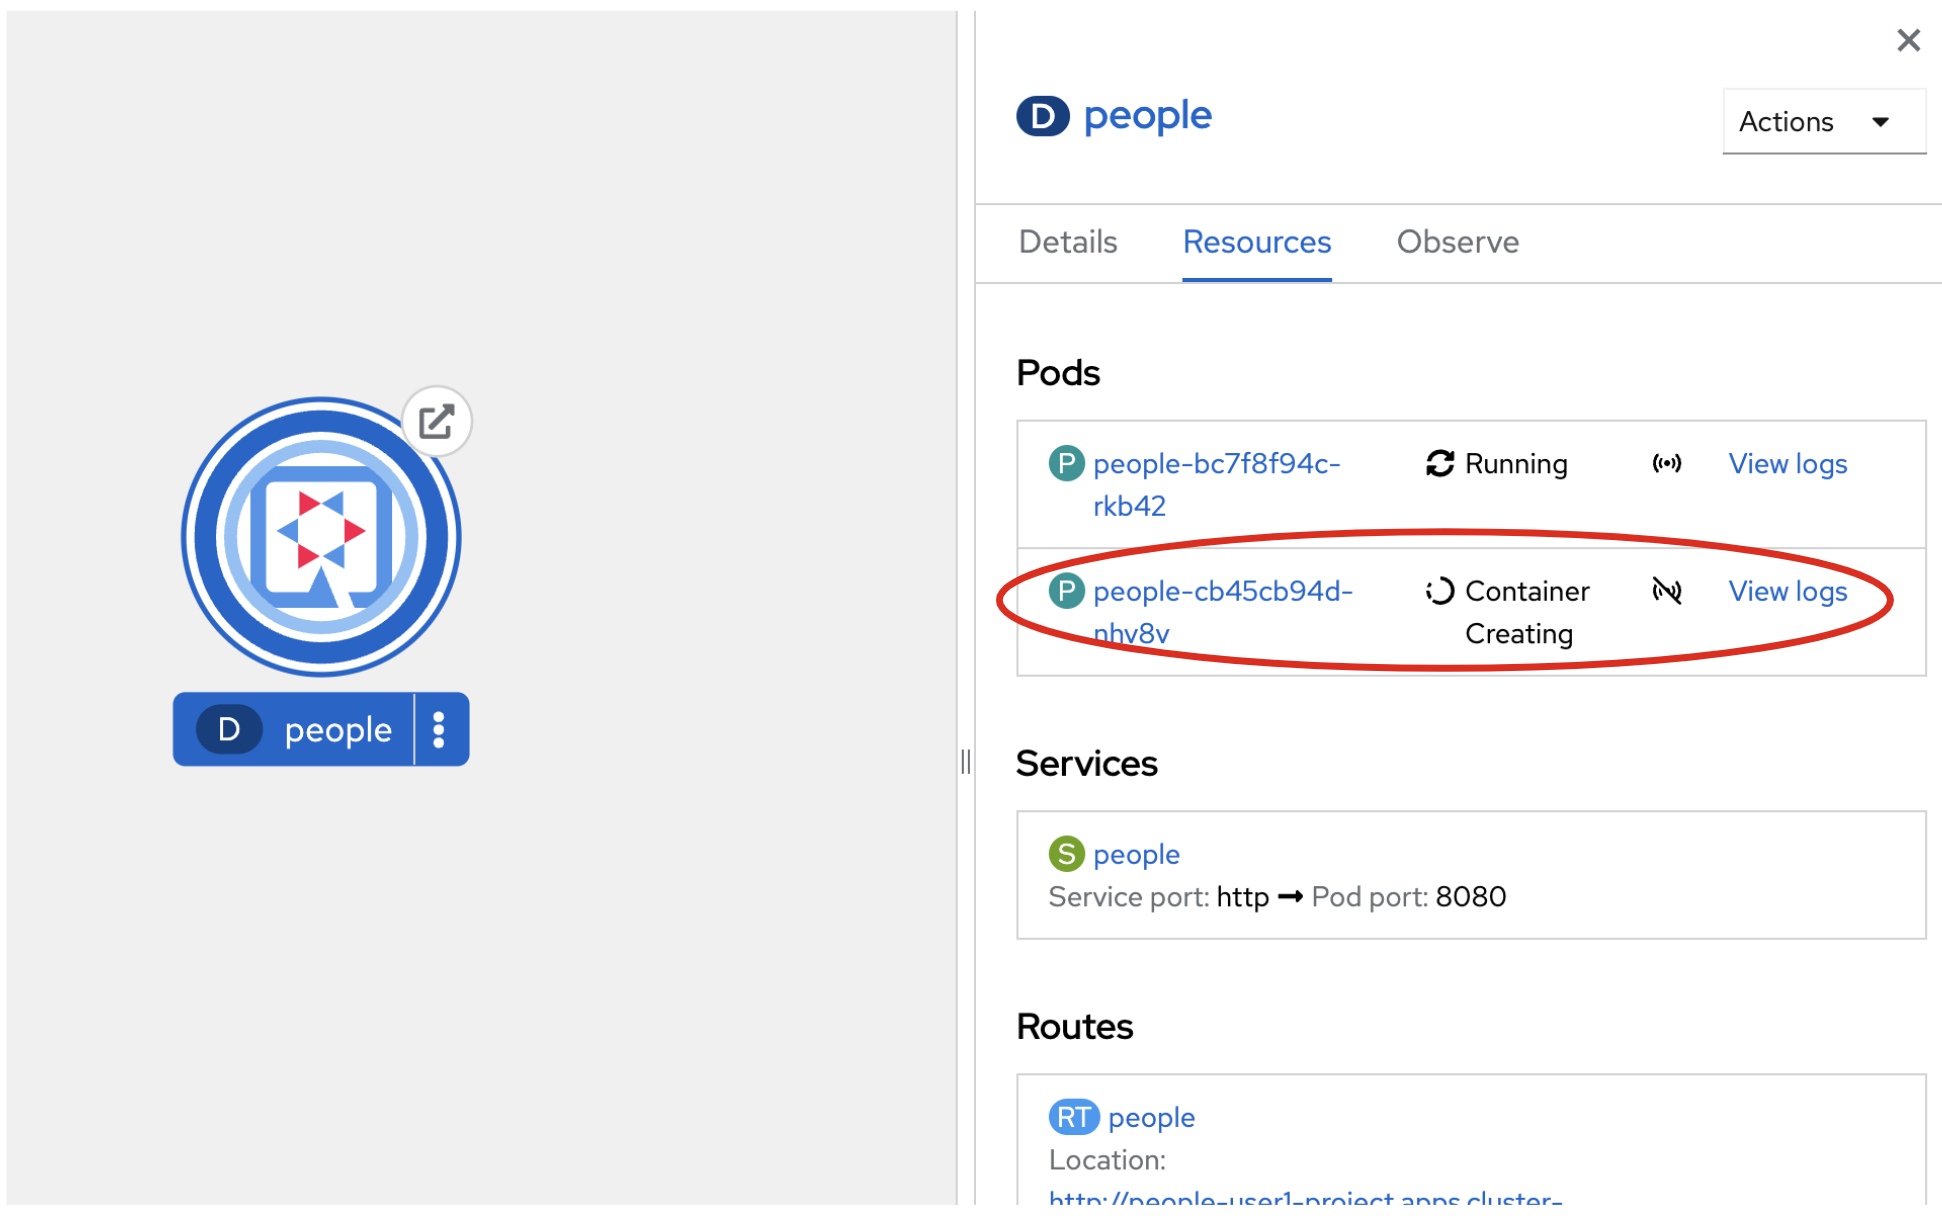 D people
D people
Actions
Details Resources Observe
Pods
P people-bc7f8f94c-
rkb42
Running
View logs
P people-cb45cb94d-
nhv8v
Container
Creating
View logs
Services
S people
Service port: http → Pod port: 8080
Routes
RT people
Location:
http://people-user1-project.apps.cluster-